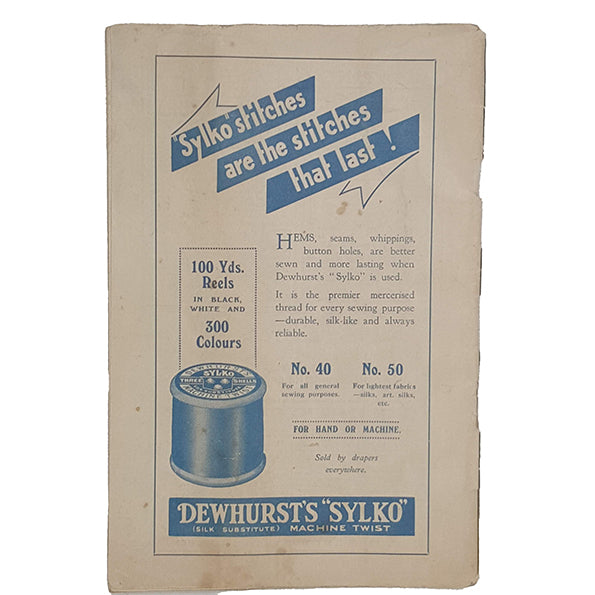 "Sylko" stitches
are the stitches
that last!
HEMS, seams, whippings,
button holes, are better
sewn and more lasting when
Dewhurst's "Sylko" is used.
It is the premier mercerised
thread for every sewing purpose
—durable, silk-like and always
reliable.
100 Yds.
Reels
IN BLACK,
WHITE AND
300
Colours
DEWHURST'S
SYLKO
THREE SHELLS
MACHINE TWIST
No. 40
For all general
sewing purposes.
No. 50
For lightest fabrics
—silks, art. silks,
etc.
FOR HAND OR MACHINE.
Sold by drapers
everywhere.
DEWHURST'S "SYLKO"
(SILK SUBSTITUTE) MACHINE TWIST